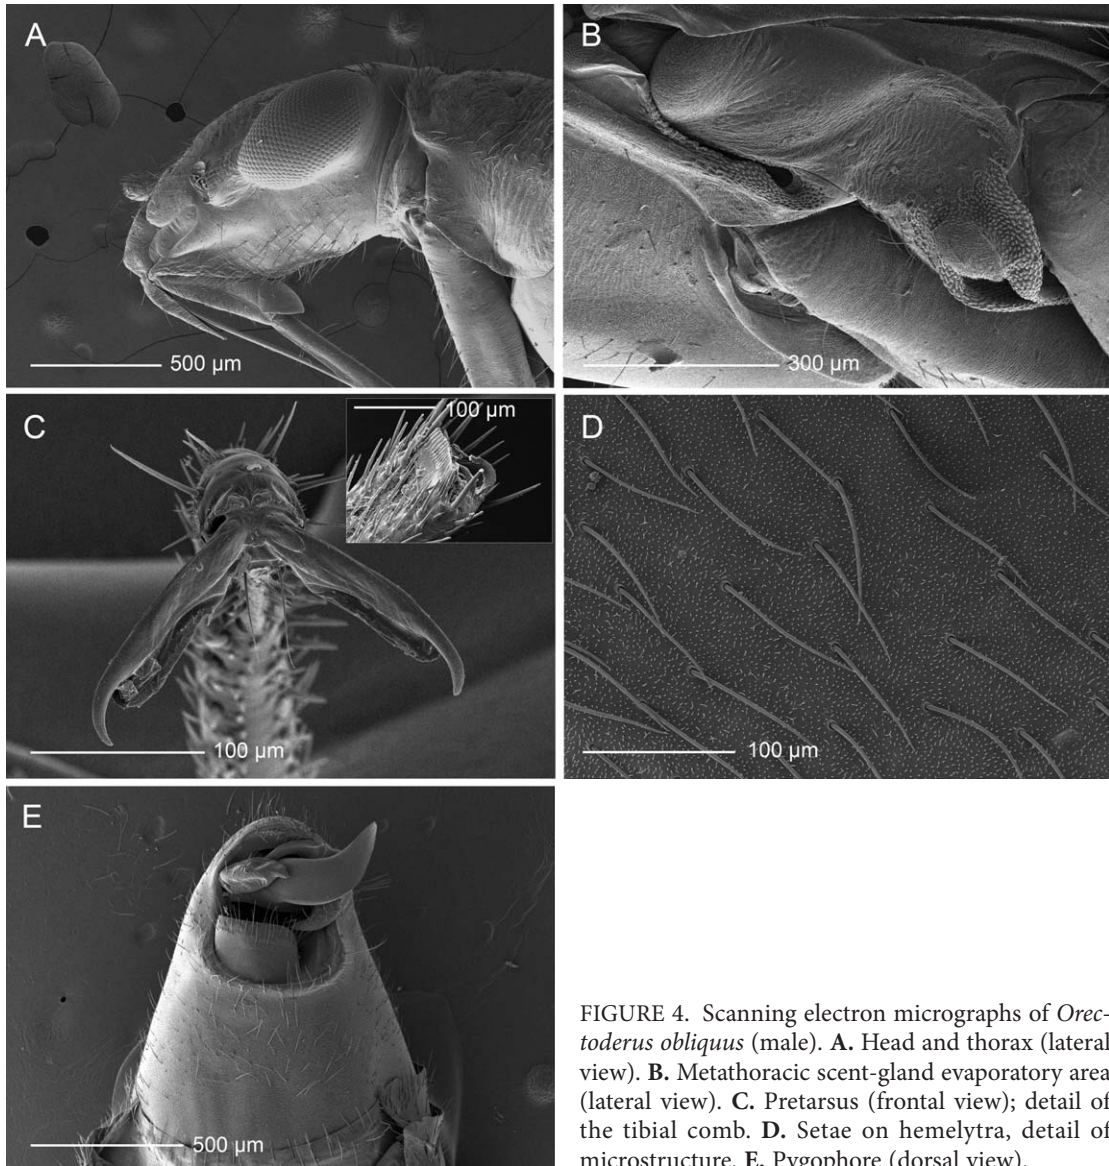 A
500 µm
B
300 µm
C
100 µm
100 µm
D
100 µm
E
500 µm
FIGURE 4. Scanning electron micrographs of Orec-
toderus obliquus (male). A. Head and thorax (lateral
view). B. Metathoracic scent-gland evaporatory area
(lateral view). C. Pretarsus (frontal view); detail of
the tibial comb. D. Setae on hemelytra, detail of
microstructure. E. Pygophore (dorsal view).